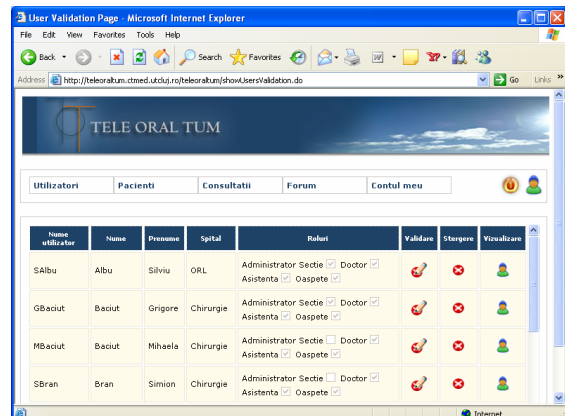 User Validation Page - Microsoft Internet Explorer
File Edit View Favorites Tools Help
Back Search Favorites
Address http://teleoraltum.ctmed.utcluj.ro/teleoraltum/showUsersValidation.do Go Links »
TELE ORAL TUM
Utilizatori Pacienti Consultatii Forum Contul meu
Nume utilizator Nume Prenume Spital Roluri Validare Stergere Vizualizare
SAlbu Albu Silviu ORL Administrator Sectie Doctor
Asistenta Oaspete
GBaciut Baciut Grigore Chirurgie Administrator Sectie Doctor
Asistenta Oaspete
MBaciut Baciut Mihaela Chirurgie Administrator Sectie Doctor
Asistenta Oaspete
SBran Bran Simion Chirurgie Administrator Sectie Doctor
Asistenta Oaspete
Internet